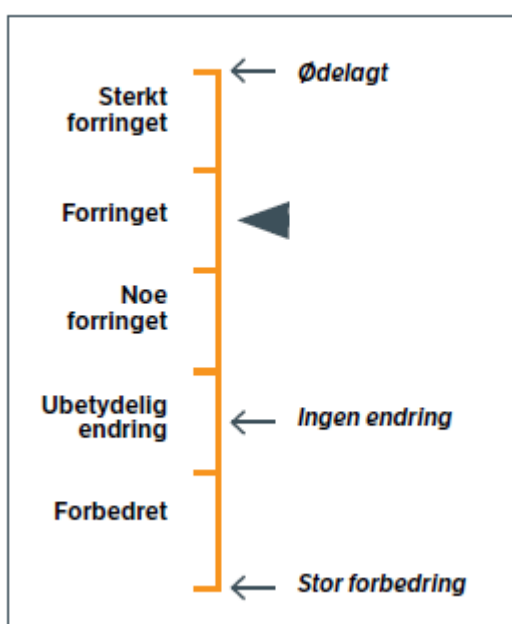 Ødelagt
Sterkt
forringet
Forringet
Noe
forringet
Ubetydelig
endring
Ingen endring
Forbedret
Stor forbedring